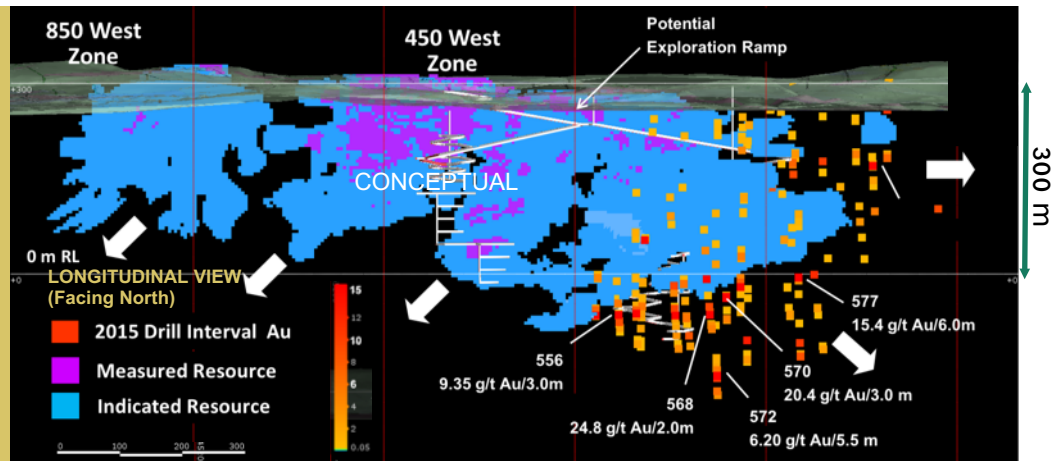 850 West
Zone
450 West
Zone
Potential
Exploration Ramp
+300
300 m
CONCEPTUAL
0 m RL
+0
+0
LONGITUDINAL VIEW
(Facing North)
2015 Drill Interval Au
Measured Resource
Indicated Resource
0 100 200 300
15
12
10
8
6
4
2
0.05
556
9.35 g/t Au/3.0m
568
24.8 g/t Au/2.0m
572
6.20 g/t Au/5.5 m
570
20.4 g/t Au/3.0 m
577
15.4 g/t Au/6.0m